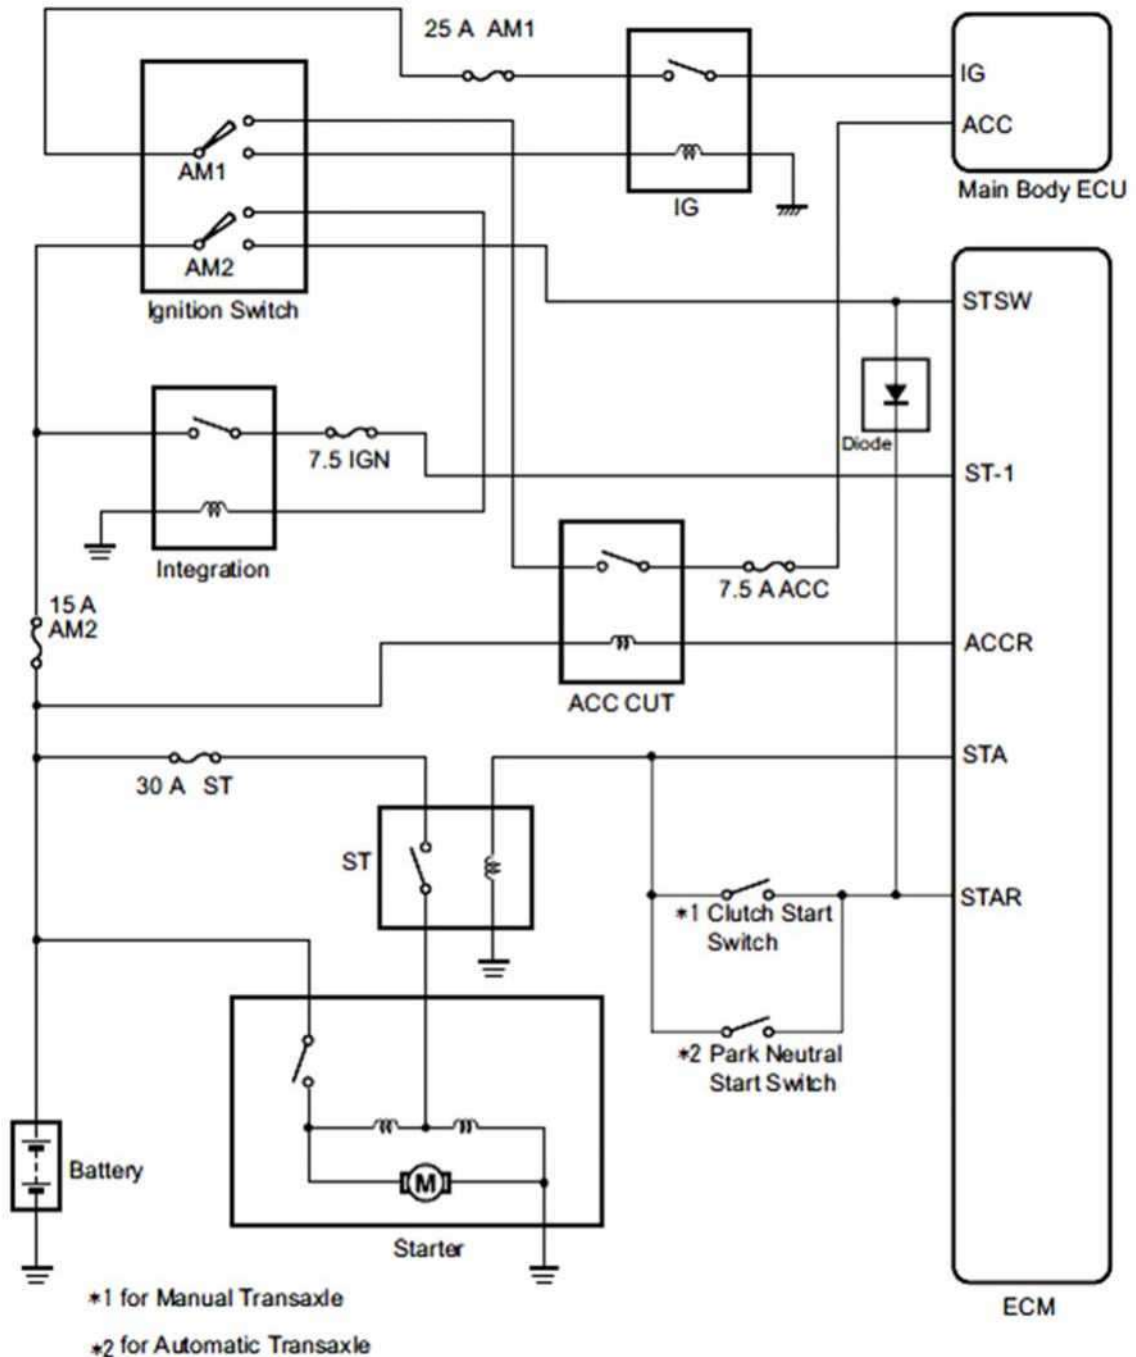 25 A AM1
IG
ACC
Main Body ECU
AM1
IG
AM2
Ignition Switch
STSW
Diode
7.5 IGN
ST-1
Integration
7.5 A ACC
15 A
AM2
ACCR
ACC CUT
STA
30 A ST
ST
STAR
*1 Clutch Start
Switch
*2 Park Neutral
Start Switch
Battery
M
Starter
*1 for Manual Transaxle
ECM
*2 for Automatic Transaxle